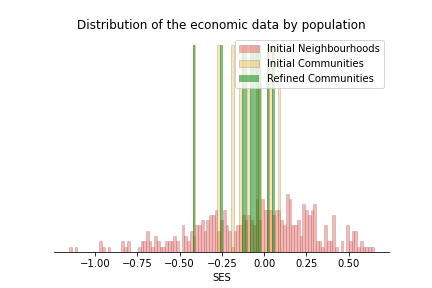 Distribution of the economic data by population
Initial Neighbourhoods
Initial Communities
Refined Communities
−1.00 −0.75 −0.50 −0.25 0.00 0.25 0.50
SES